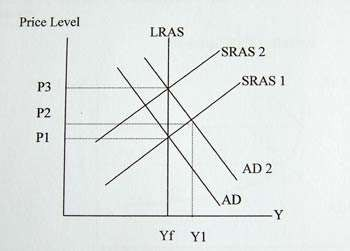 Price Level
LRAS
SRAS 2
SRAS 1
P3
P2
P1
AD 2
AD
Y
Yf
Y1